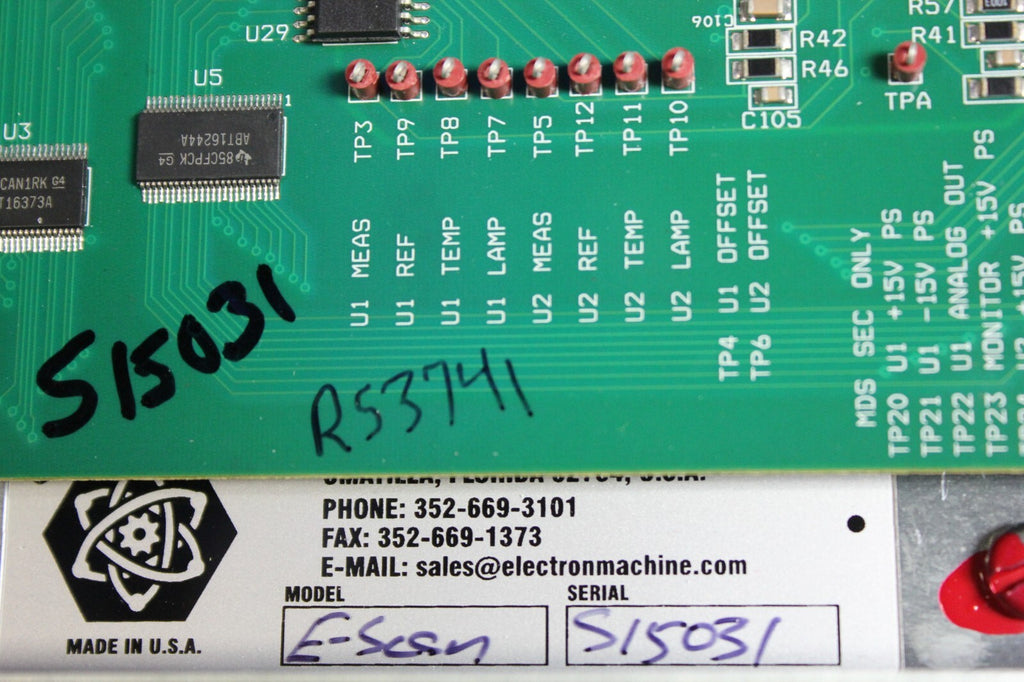 U29
C106
R42
R46
C105
R57
R41
TPA
U5
1
U3
85CFPCK G4
ABT16244A
CAN1RK G4
T16373A
TP3
TP9
TP8
TP7
TP5
TP12
TP11
TP10
U1 MEAS
U1 REF
U1 TEMP
U1 LAMP
U2 MEAS
U2 REF
U2 TEMP
U2 LAMP
TP4 U1 OFFSET
TP6 U2 OFFSET
MDS SEC ONLY
TP20 U1 +15V PS
TP21 U1 -15V PS
TP22 U1 ANALOG OUT
TP23 MONITOR +15V PS
S15031
R53741
PHONE: 352-669-3101
FAX: 352-669-1373
E-MAIL: sales@electronmachine.com
MODEL SERIAL
E-Scan S15031
MADE IN U.S.A.